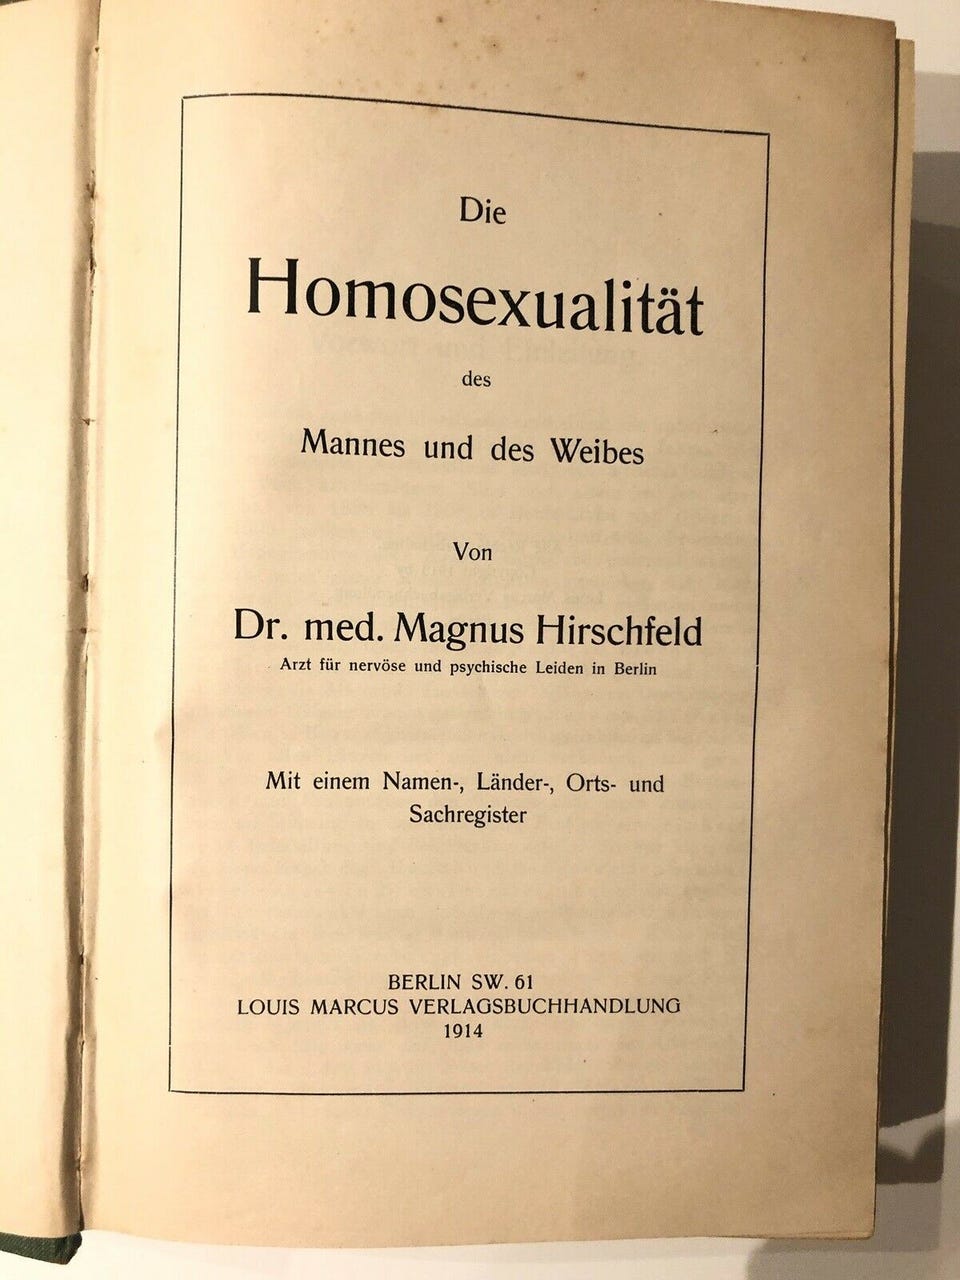 Die
Homosexualität
des
Mannes und des Weibes
Von
Dr. med. Magnus Hirschfeld
Arzt für nervöse und psychische Leiden in Berlin
Mit einem Namen-, Länder-, Orts- und
Sachregister
BERLIN SW. 61
LOUIS MARCUS VERLAGSBUCHHANDLUNG
1914